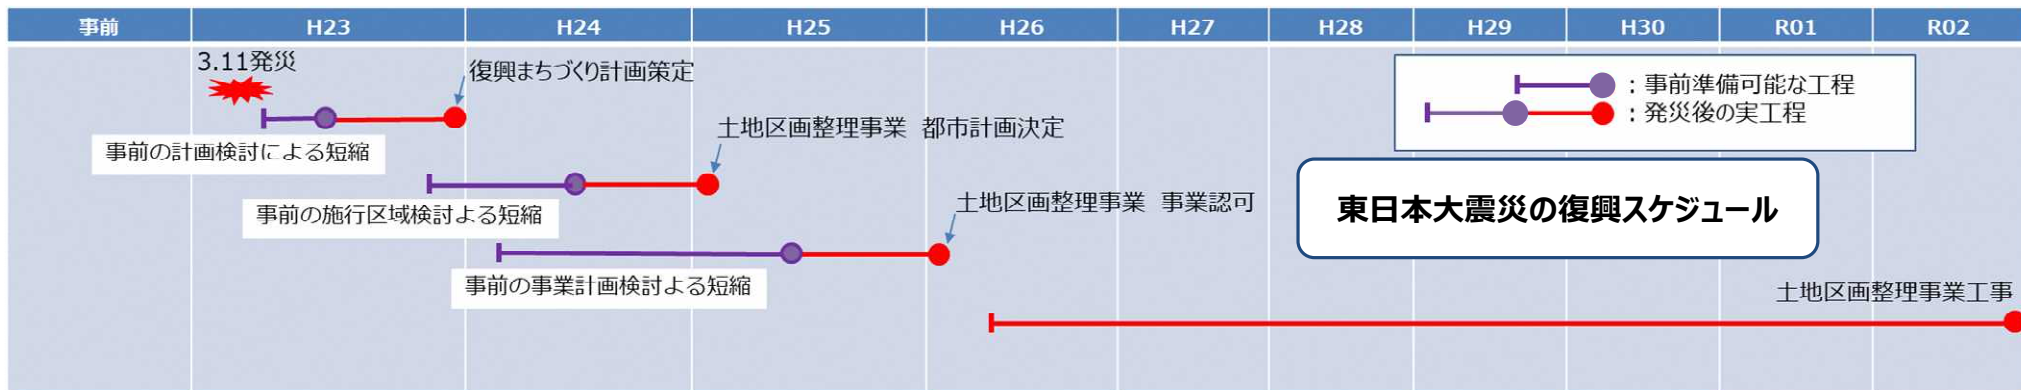 事前 H23 H24 H25 H26 H27 H28 H29 H30 R01 R02
3.11発災
復興まちづくり計画策定
：事前準備可能な工程
：発災後の実工程
土地区画整理事業 都市計画決定
事前の計画検討による短縮
土地区画整理事業 事業認可
東日本大震災の復興スケジュール
事前の施行区域検討よる短縮
事前の事業計画検討よる短縮
土地区画整理事業工事